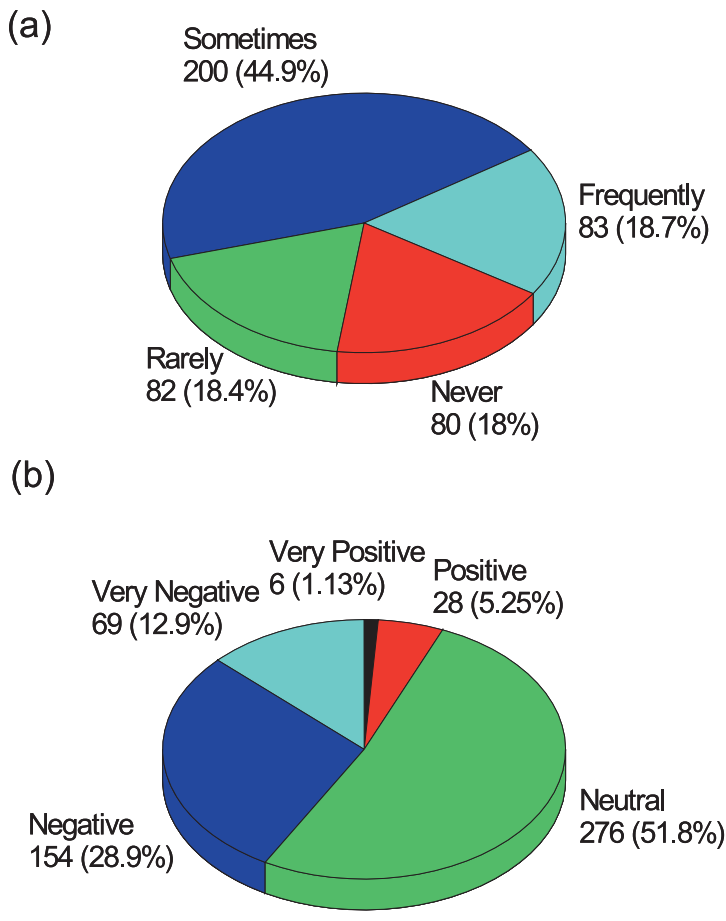 (a)
Sometimes
200 (44.9%)
Frequently
83 (18.7%)
Rarely
82 (18.4%)
Never
80 (18%)
(b)
Very Positive
6 (1.13%)
Positive
28 (5.25%)
Very Negative
69 (12.9%)
Neutral
276 (51.8%)
Negative
154 (28.9%)